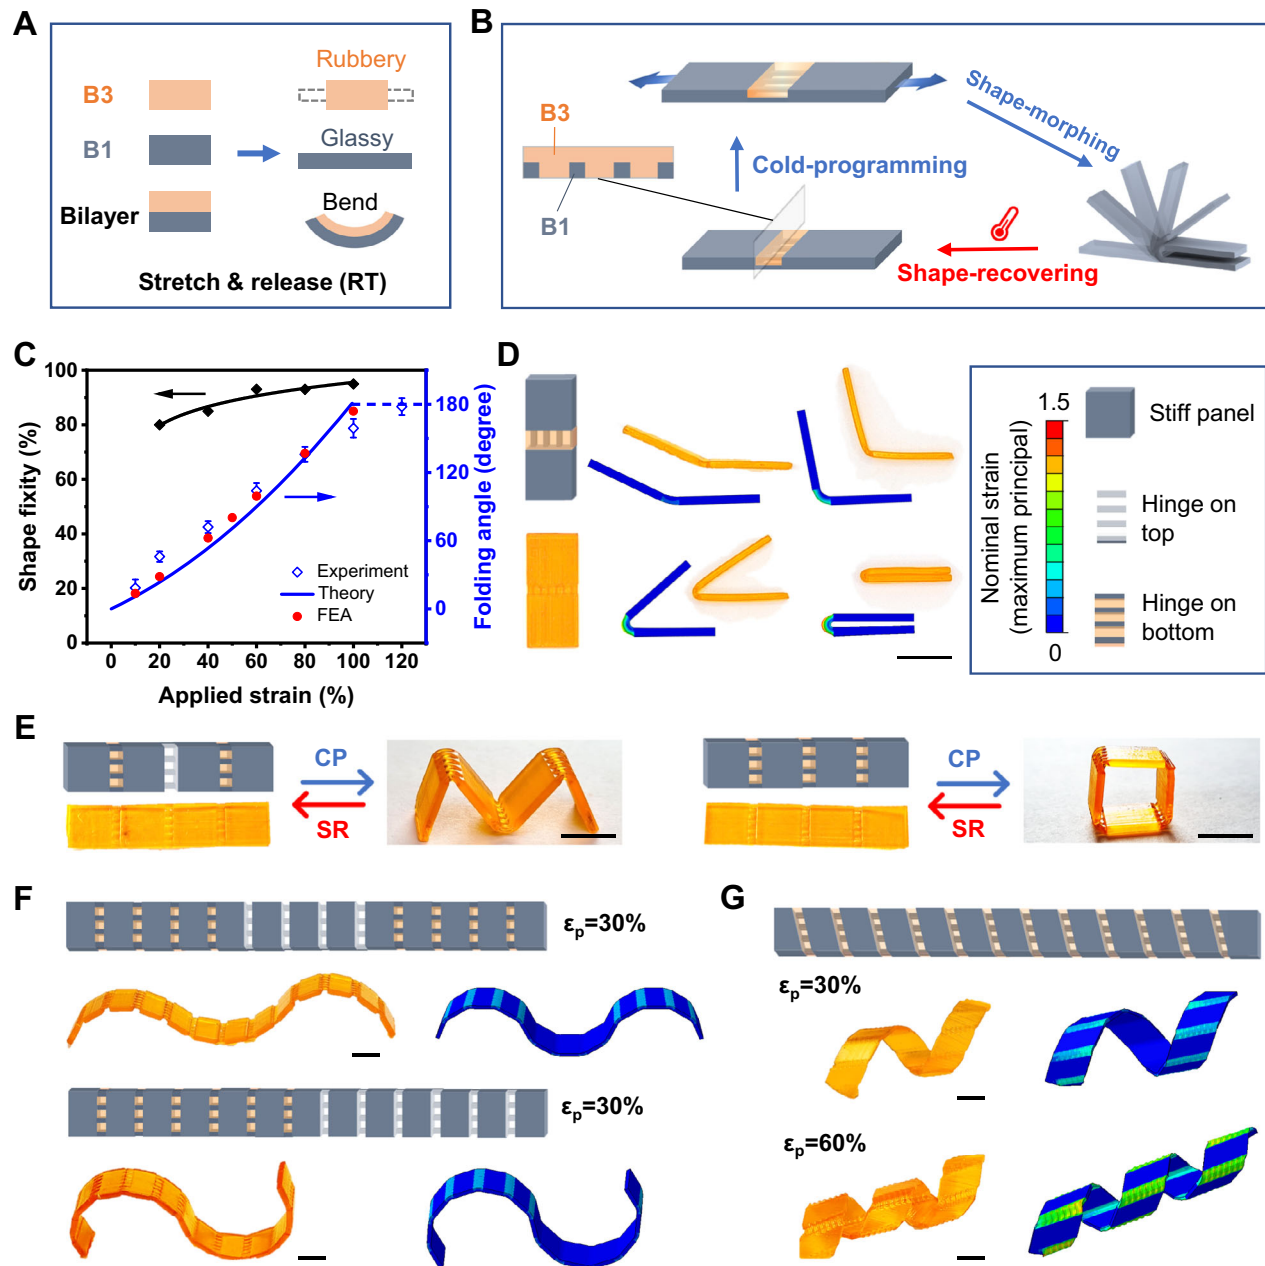 A
B3
B1
Bilayer
Rubbery
Glassy
Bend
Stretch & release (RT)
B
B3
B1
Cold-programming
Shape-morphing
Shape-recovering
C
Shape fixity (%)
100
80
60
40
20
0
0 20 40 60 80 100 120
Applied strain (%)
180
120
60
0
Folding angle (degree)
Experiment
Theory
FEA
D
Nominal strain
(maximum principal)
1.5
0
Stiff panel
Hinge on
top
Hinge on
bottom
E
CP
SR
CP
SR
F
εp=30%
εp=30%
G
εp=30%
εp=60%